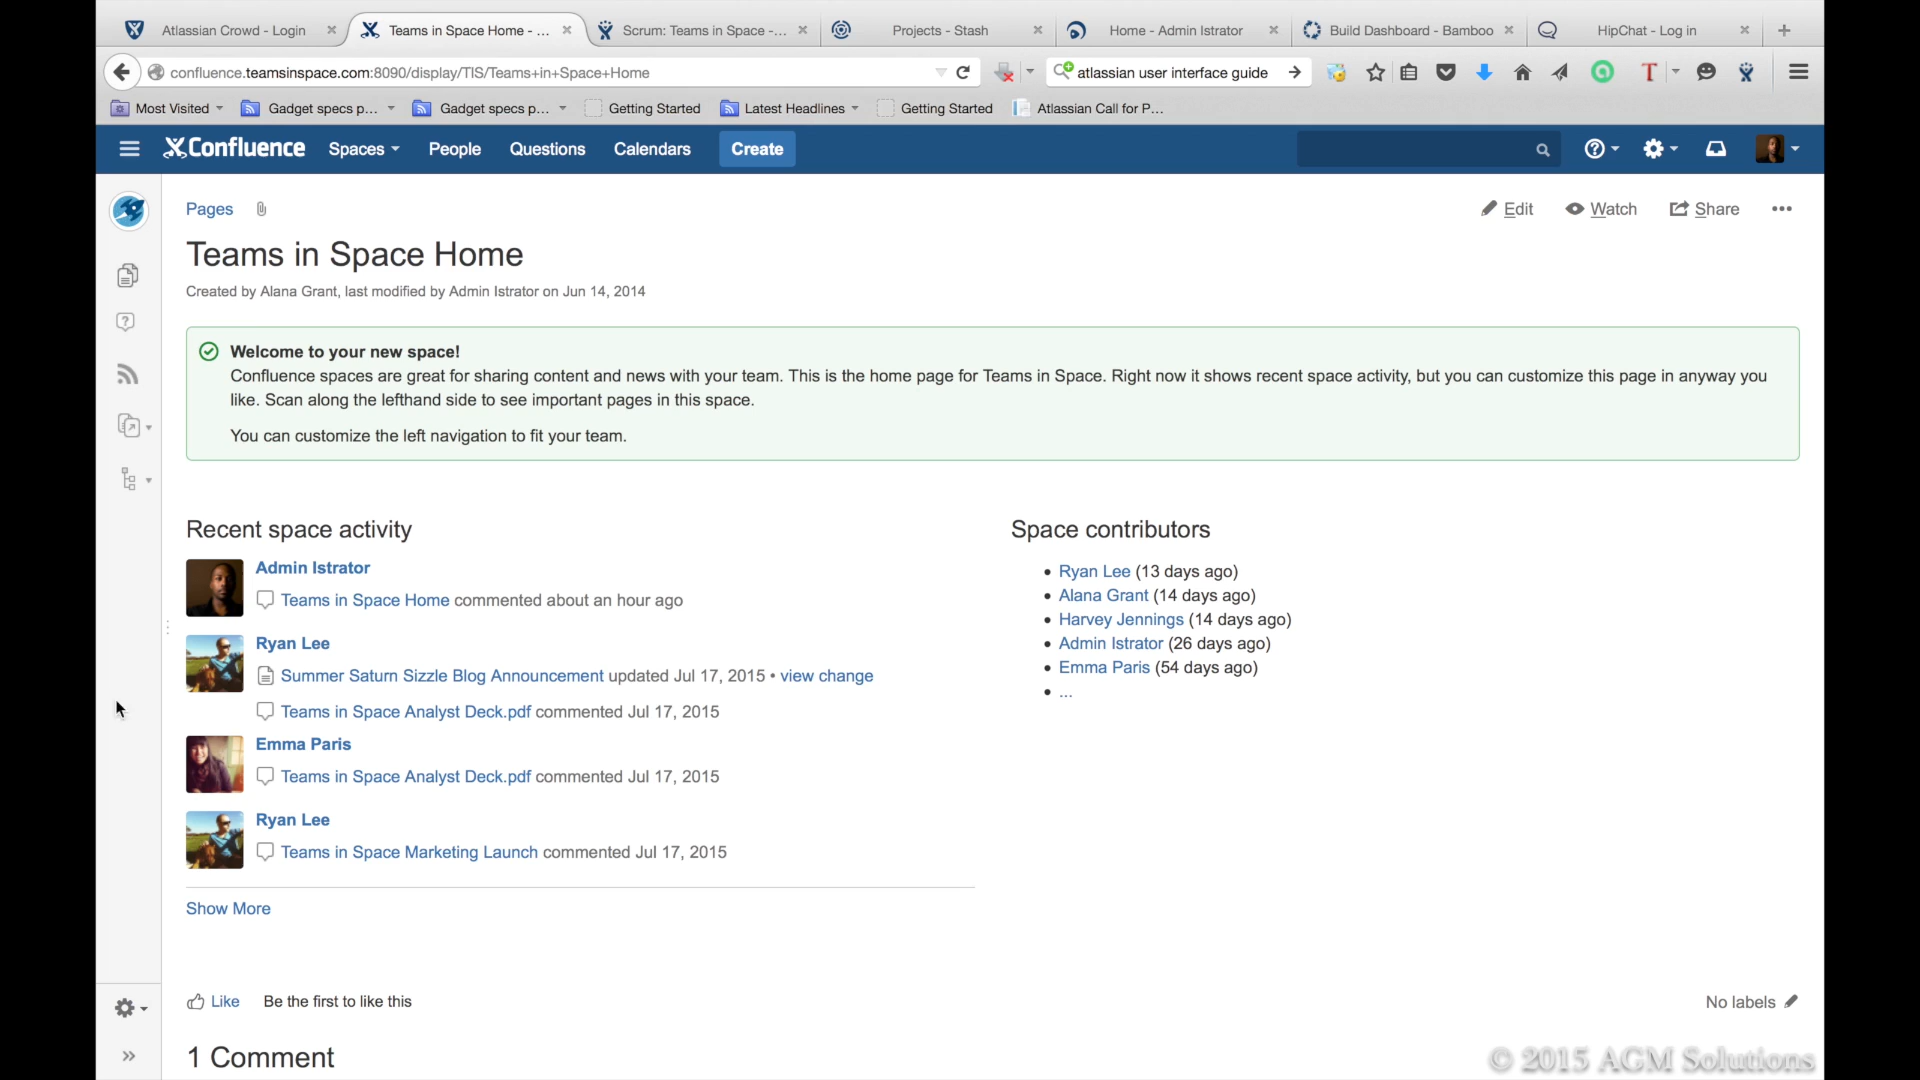 Atlassian Crowd - Login
Teams in Space Home - ...
Scrum: Teams in Space -...
Projects - Stash
Home - Admin Istrator
Build Dashboard - Bamboo
HipChat - Log in
confluence.teamsinspace.com:8090/display/TIS/Teams+in+Space+Home
atlassian user interface guide
Most Visited
Gadget specs p...
Gadget specs p...
Getting Started
Latest Headlines
Getting Started
Atlassian Call for P...
Confluence
Spaces
People
Questions
Calendars
Create
Pages
Edit
Watch
Share
Teams in Space Home
Created by Alana Grant, last modified by Admin Istrator on Jun 14, 2014
Welcome to your new space!
Confluence spaces are great for sharing content and news with your team. This is the home page for Teams in Space. Right now it shows recent space activity, but you can customize this page in anyway you
like. Scan along the lefthand side to see important pages in this space.
You can customize the left navigation to fit your team.
Recent space activity
Admin Istrator
Teams in Space Home commented about an hour ago
Ryan Lee
Summer Saturn Sizzle Blog Announcement updated Jul 17, 2015 • view change
Teams in Space Analyst Deck.pdf commented Jul 17, 2015
Emma Paris
Teams in Space Analyst Deck.pdf commented Jul 17, 2015
Ryan Lee
Teams in Space Marketing Launch commented Jul 17, 2015
Show More
Space contributors
• Ryan Lee (13 days ago)
• Alana Grant (14 days ago)
• Harvey Jennings (14 days ago)
• Admin Istrator (26 days ago)
• Emma Paris (54 days ago)
• ...
Like
Be the first to like this
No labels
1 Comment
© 2015 AGM Solutions